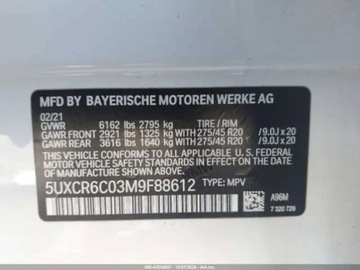 MFD BY BAYERISCHE MOTOREN WERKE AG
02/21
GVWR 6162 lbs 2795 kg TIRE / RIM
GAWR FRONT 2921 lbs 1325 kg WITH 275/45 R20 / 9.0J x 20
GAWR REAR 3616 lbs 1640 kg WITH 275/45 R20 / 9.0J x 20
THIS VEHICLE CONFORMS TO ALL APPLICABLE U.S. FEDERAL MOTOR
VEHICLE SAFETY STANDARDS IN EFFECT ON THE DATE OF
MANUFACTURE SHOWN ABOVE.
5UXCR6C03M9F88612 TYPE: MPV
A96M
7 320 729